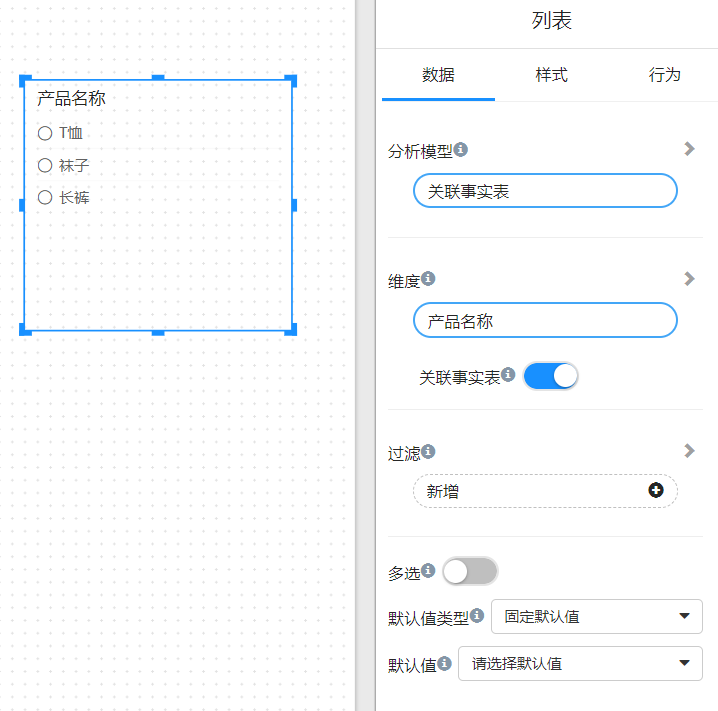 产品名称
T恤
袜子
长裤
列表
数据 样式 行为
分析模型
关联事实表
维度
产品名称
关联事实表
过滤
新增
多选
默认值类型 固定默认值
默认值 请选择默认值